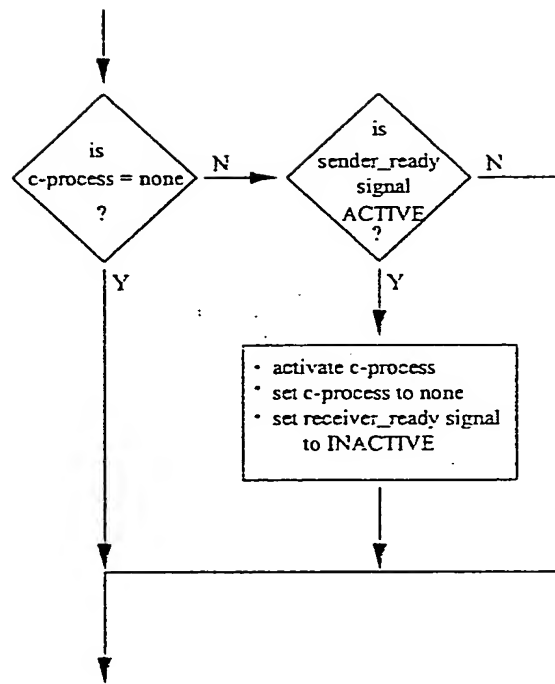 is
c-process = none
?
N
Y
is
sender_ready
signal
ACTIVE
?
N
Y
• activate c-process
• set c-process to none
• set receiver_ready signal
to INACTIVE